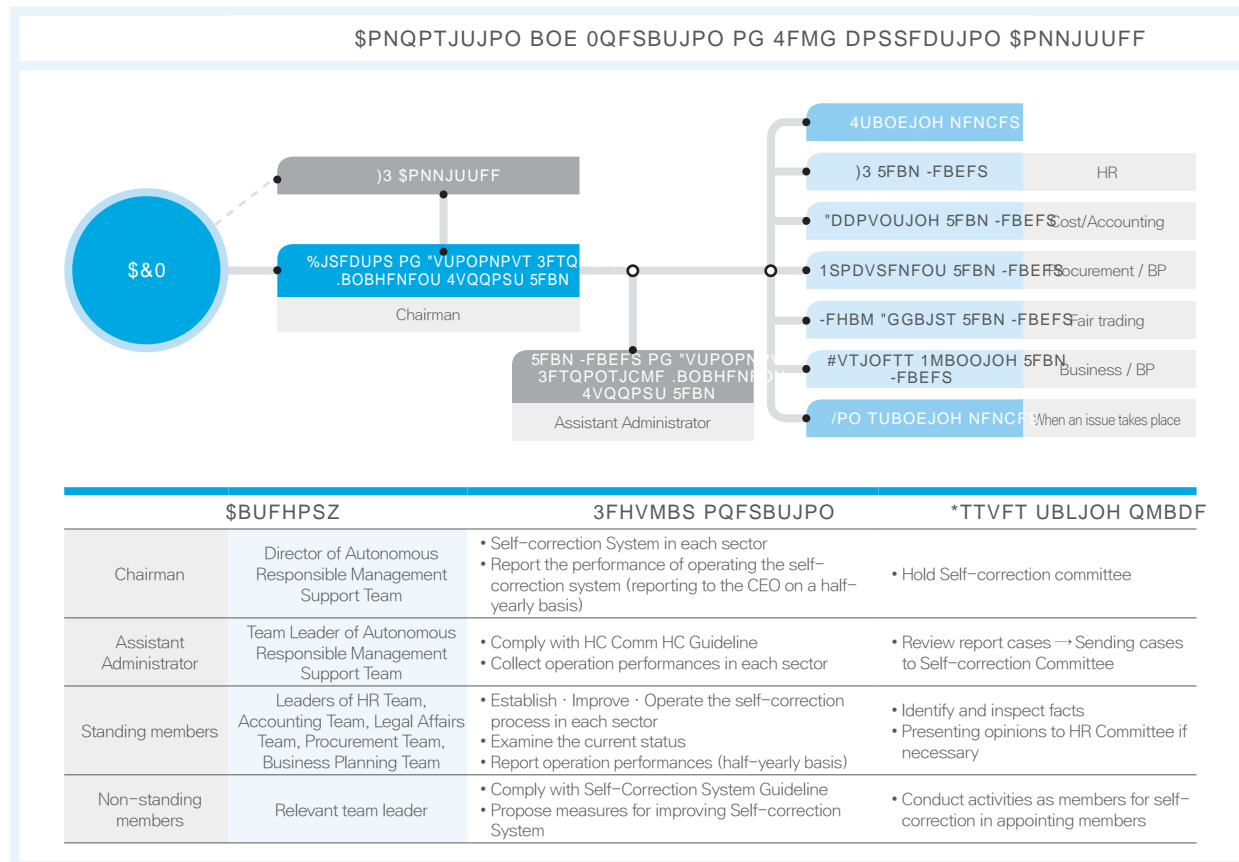 $PNQPTJUJPO BOE 0QFSBUJPO PG 4FMG DPSSFDUJPO $PNNJUUFF
4UBOEJOH NFNCFS
)3 $PNNJUUFF
)3 5FBN -FBEFS
HR
"DDPVOUJOH 5FBN -FBEFS
Cost/Accounting
$&0
%JSFDUPS PG "VUPOPNPVT 3FTQ
.BOBHFNFOU 4VQQPSU 5FBN
Chairman
1SPDVSFNFOU 5FBN -FBEFS
Procurement / BP
-FHBM "GGBJST 5FBN -FBEFS
Fair trading
5FBN -FBEFS PG "VUPOPNPV
3FTQPOTJCMF .BOBHFNFOU
4VQQPSU 5FBN
Assistant Administrator
#VTJOFTT 1MBOOJOH 5FBN
-FBEFS
Business / BP
/PO TUBOEJOH NFNCFS
When an issue takes place
$BUFHPSZ
3FHVMBS PQFSBUJPO
*TTVFT UBLJOH QMBDF
Chairman
Director of Autonomous
Responsible Management
Support Team
• Self-correction System in each sector
• Report the performance of operating the self-
correction system (reporting to the CEO on a half-
yearly basis)
• Hold Self-correction committee
Assistant
Administrator
Team Leader of Autonomous
Responsible Management
Support Team
• Comply with HC Comm HC Guideline
• Collect operation performances in each sector
• Review report cases → Sending cases
to Self-correction Committee
Standing members
Leaders of HR Team,
Accounting Team, Legal Affairs
Team, Procurement Team,
Business Planning Team
• Establish · Improve · Operate the self-correction
process in each sector
• Examine the current status
• Report operation performances (half-yearly basis)
• Identify and inspect facts
• Presenting opinions to HR Committee if
necessary
Non-standing
members
Relevant team leader
• Comply with Self-Correction System Guideline
• Propose measures for improving Self-correction
System
• Conduct activities as members for self-
correction in appointing members